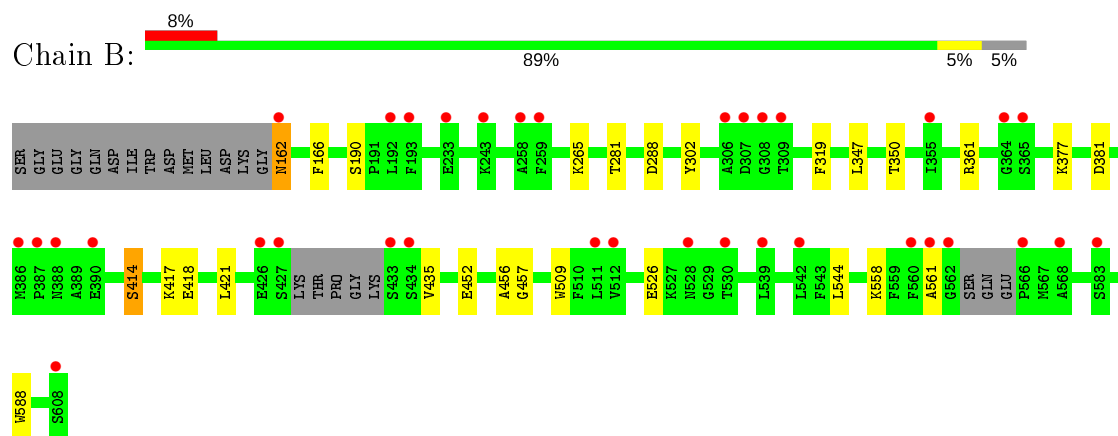 8%
Chain B:
89% 5% 5%
SER GLY GLU GLY GLN ASP ILE TRP ASP MET LEU ASP LYS GLY N162 F166 S190 P191 L192 F193 E233 K243 A258 F259 K265 T281 D288 Y302 A306 D307 G308 T309 F319 L347 T350 I355 R361 G364 S365 K377 D381
M386 P387 N388 A389 E390 S414 K417 E418 L421 E426 S427 LYS THR PRO GLY LYS S433 S434 V435 E452 A456 G457 W509 F510 L511 V512 E526 K527 N528 G529 T530 L539 L542 F543 L544 K558 F559 F560 A561 G562 SER GLN GLU P566 M567 A568 S583
W588 S608